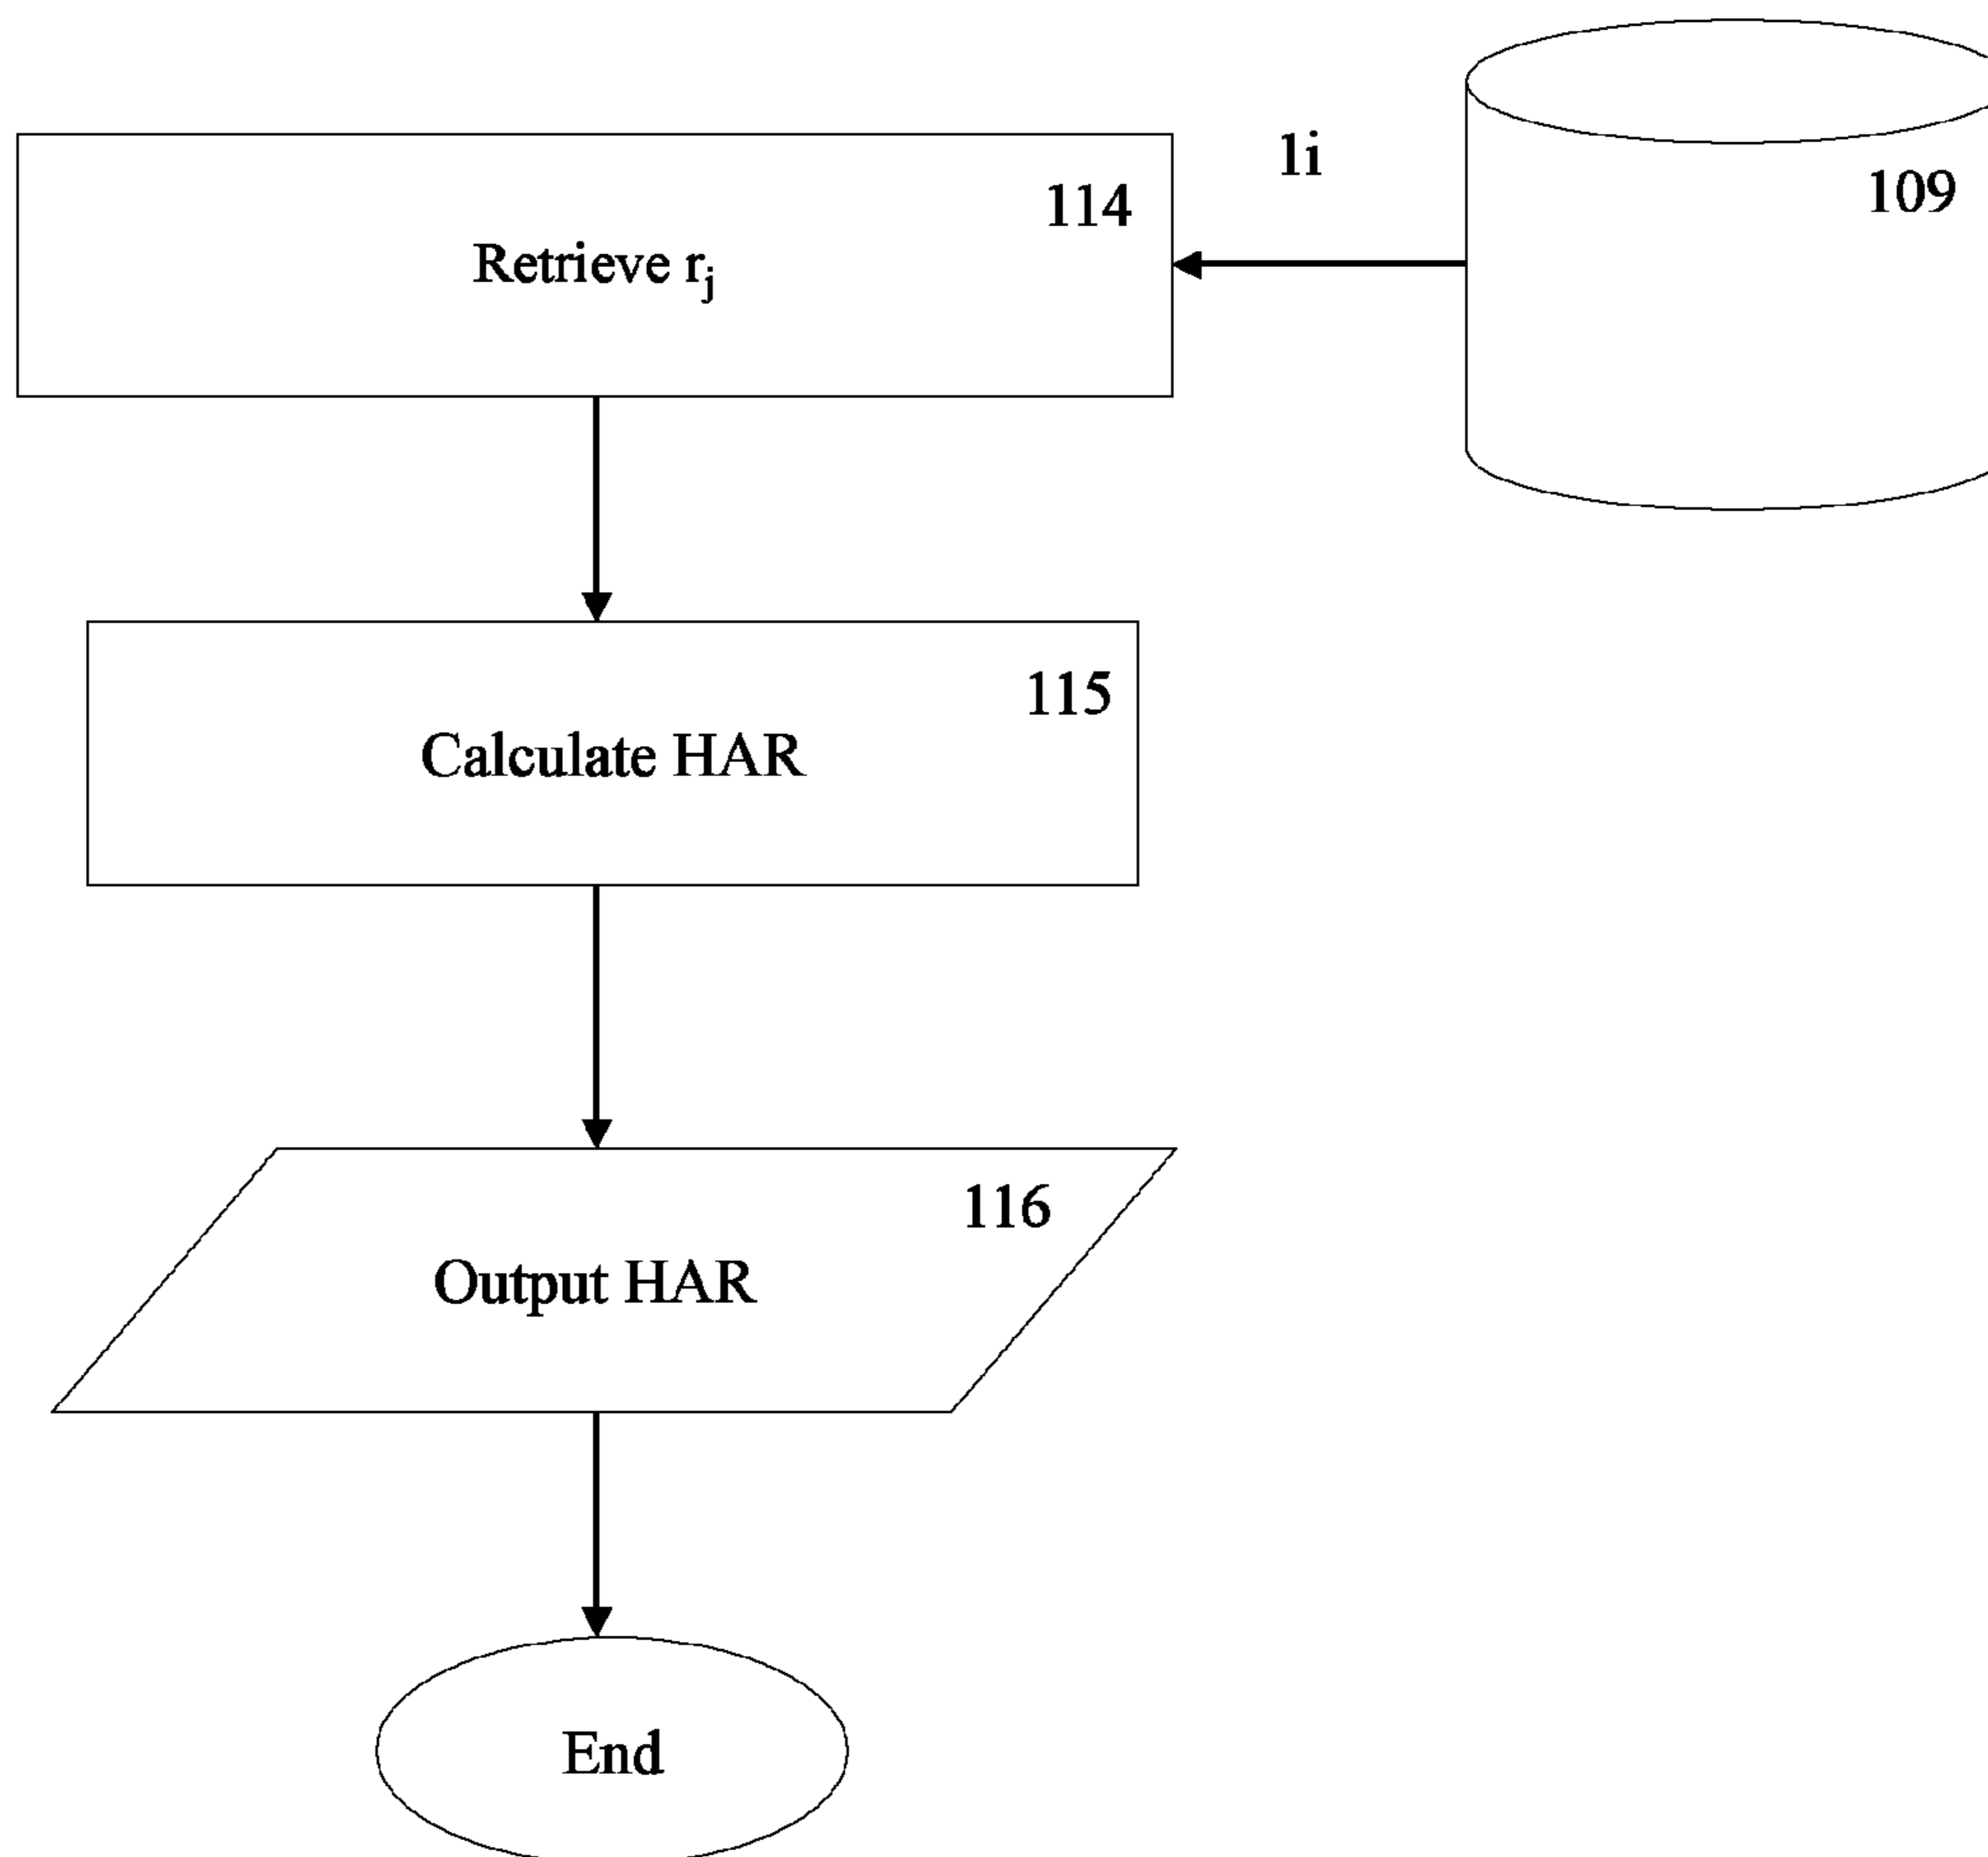 1i
109
114
Retrieve rj
115
Calculate HAR
116
Output HAR
End